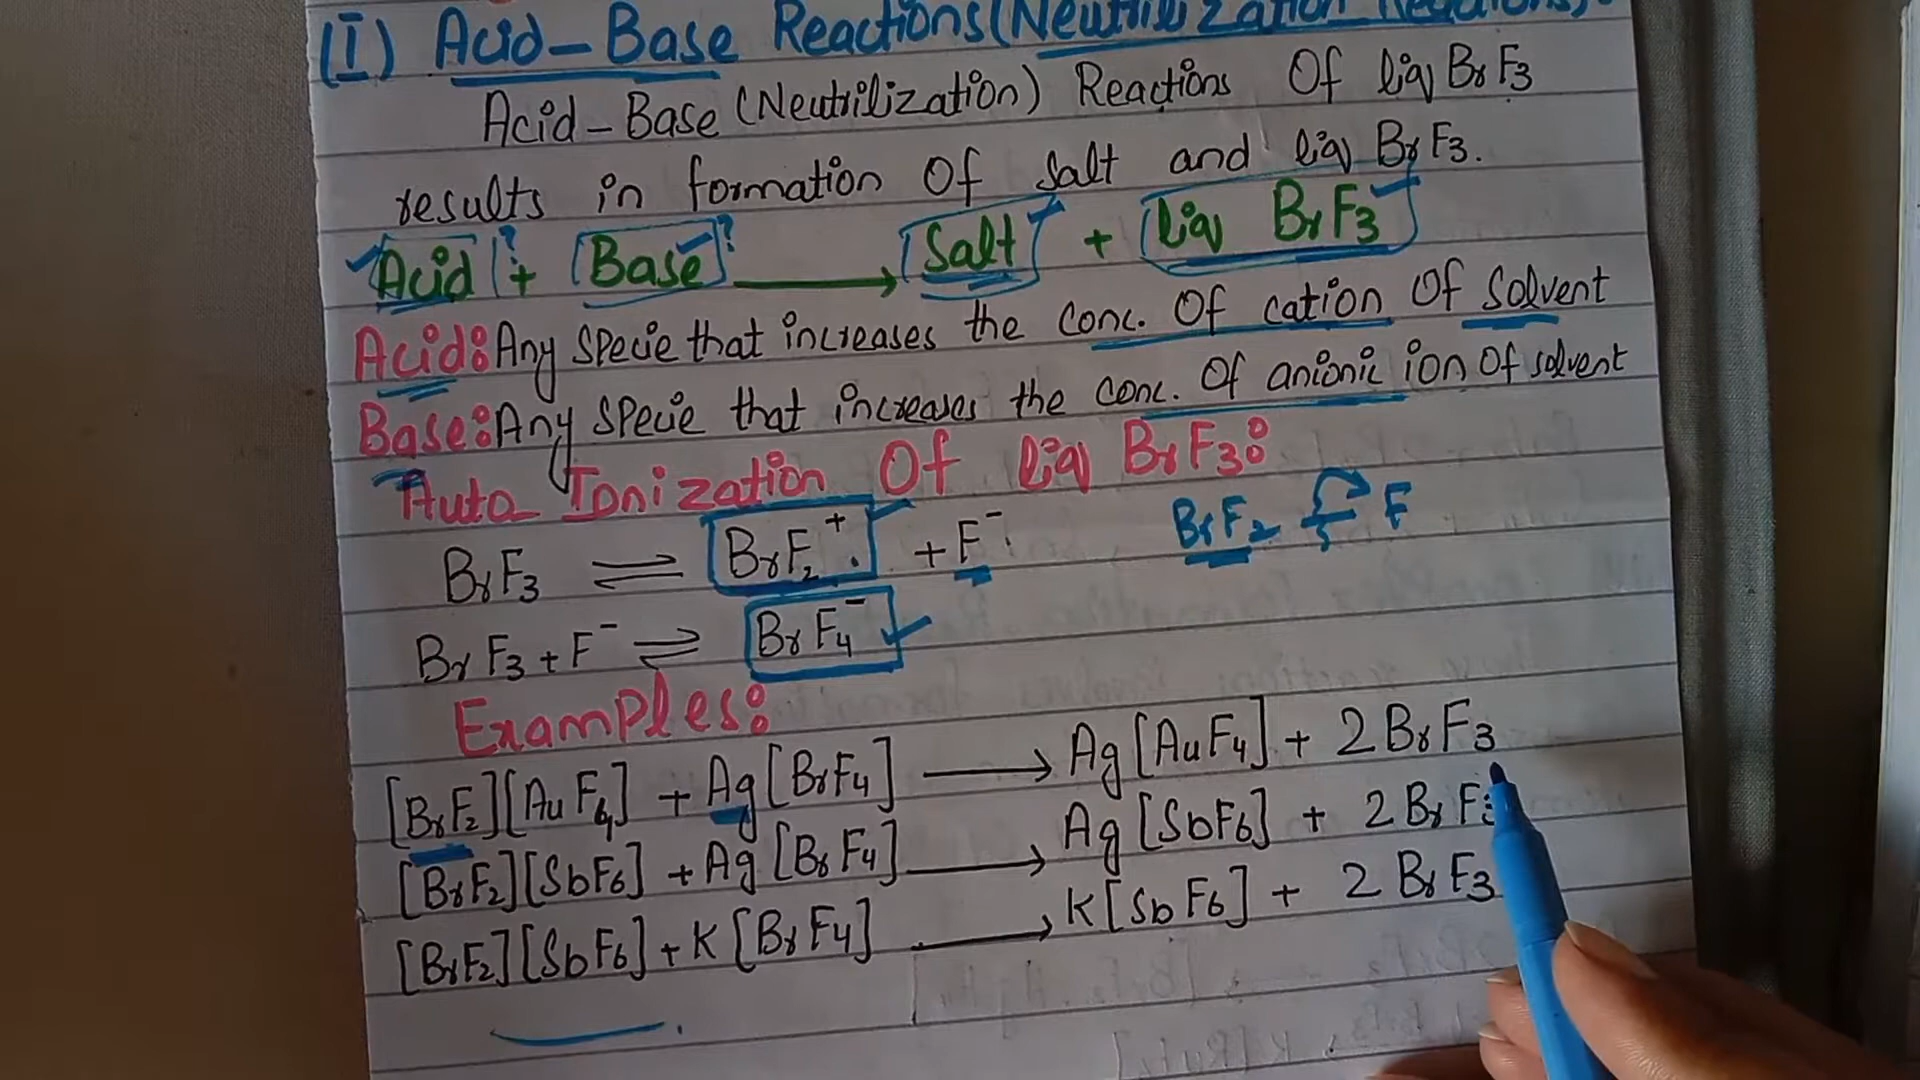 (I) Acid-Base Reactions (Neutrilization Reactions):
Acid-Base (Neutrilization) Reactions Of liq BrF3
results in formation Of salt and liq BrF3.
Acid ? + Base ? ⟶ Salt + liq BrF3
Acid: Any specie that increases the conc. Of cation Of Solvent
Base: Any specie that increases the conc. Of anionic ion Of solvent
Auto Ionization Of liq BrF3:
BrF₃ ⇌ BrF₂⁺ + F⁻
BrF₂ F
BrF₃ + F⁻ ⇌ BrF₄⁻
Examples:
[BrF₂][AuF₄] + Ag[BrF₄] ⟶ Ag[AuF₄] + 2BrF₃
[BrF₂][SbF₆] + Ag[BrF₄] ⟶ Ag[SbF₆] + 2BrF₃
[BrF₂][SbF₆] + K[BrF₄] ⟶ K[SbF₆] + 2BrF₃